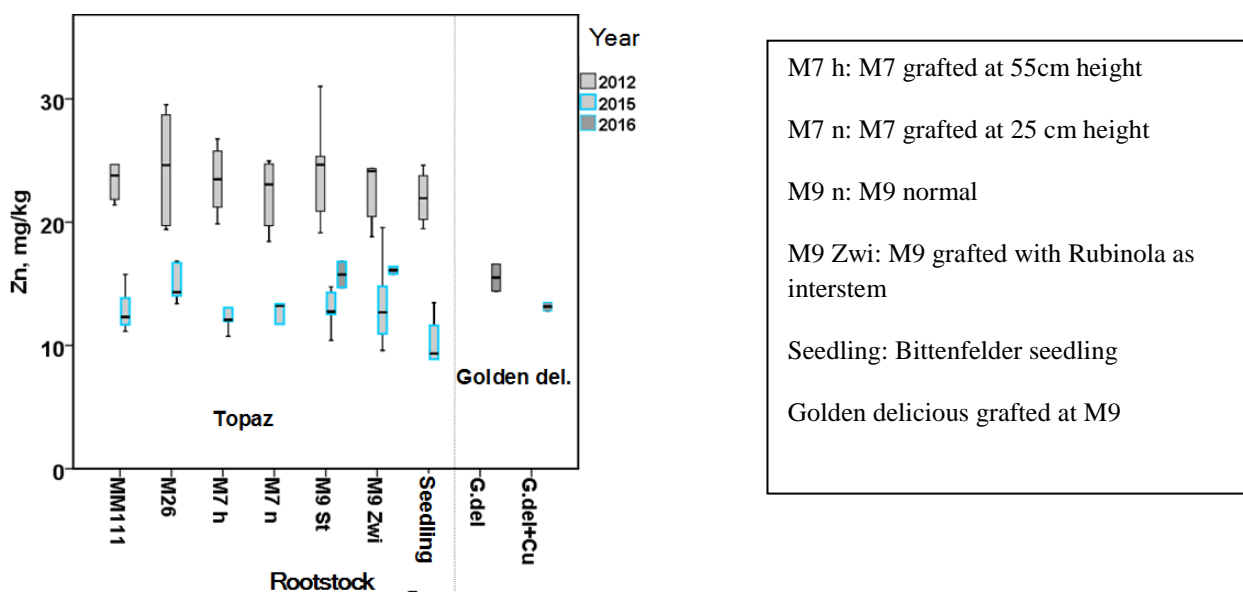 Year
2012
2015
2016
Zn, mg/kg
30
20
10
0
Topaz
Golden del.
MM111
M26
M7 h
M7 n
M9 St
M9 Zwi
Seedling
G.del
G.del+Cu
Rootstock
M7 h: M7 grafted at 55cm height
M7 n: M7 grafted at 25 cm height
M9 n: M9 normal
M9 Zwi: M9 grafted with Rubinola as
interstem
Seedling: Bittenfelder seedling
Golden delicious grafted at M9